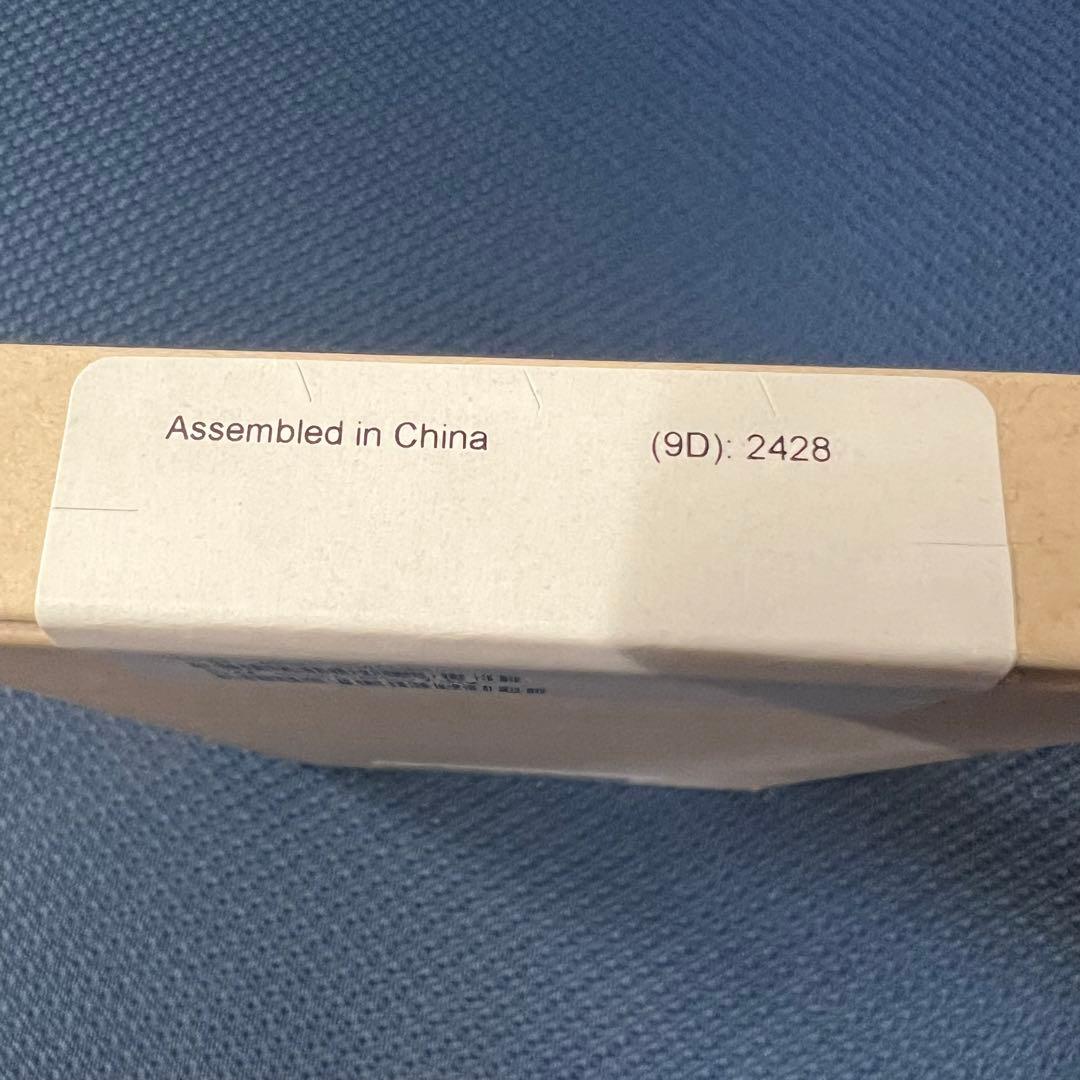 Assembled in China
(9D): 2428